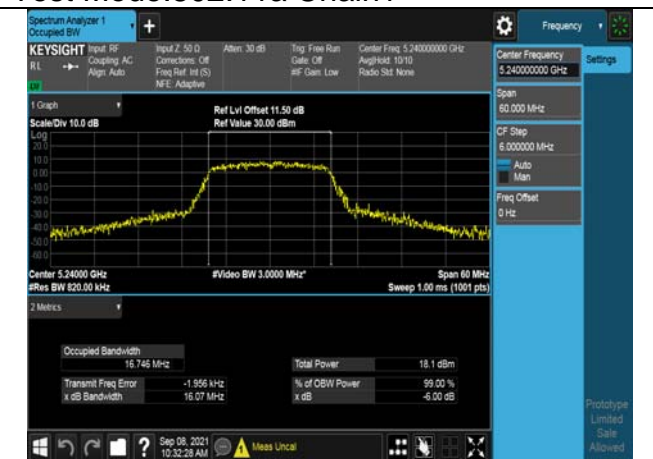 Spectrum Analyzer 1
Occupied BW
+
Frequency
KEYSIGHT
RL
Input: RF
Coupling: AC
Align: Auto
Input Z: 50 Ω
Corrections: Off
Freq Ref: Int (S)
NFE: Adaptive
Atten: 30 dB
Trig: Free Run
Gate: Off
#IF Gain: Low
Center Freq: 5.240000000 GHz
Avg|Hold: 10/10
Radio Std: None
Center Frequency
5.240000000 GHz
Settings
Span
60.000 MHz
CF Step
6.000000 MHz
Auto
Man
Freq Offset
0 Hz
1 Graph
Scale/Div 10.0 dB
Ref Lvl Offset 11.50 dB
Ref Value 30.00 dBm
Log
20.0
10.0
0.00
-10.0
-20.0
-30.0
-40.0
-50.0
-60.0
Center 5.24000 GHz
#Video BW 3.0000 MHz*
Span 60 MHz
#Res BW 820.00 kHz
Sweep 1.00 ms (1001 pts)
2 Metrics
Occupied Bandwidth
16.746 MHz
Total Power 18.1 dBm
Transmit Freq Error -1.956 kHz
% of OBW Power 99.00 %
x dB Bandwidth 16.07 MHz
x dB -6.00 dB
Prototype
Limited
Sale
Allowed
?
Sep 08, 2021
10:32:28 AM
Meas Uncal